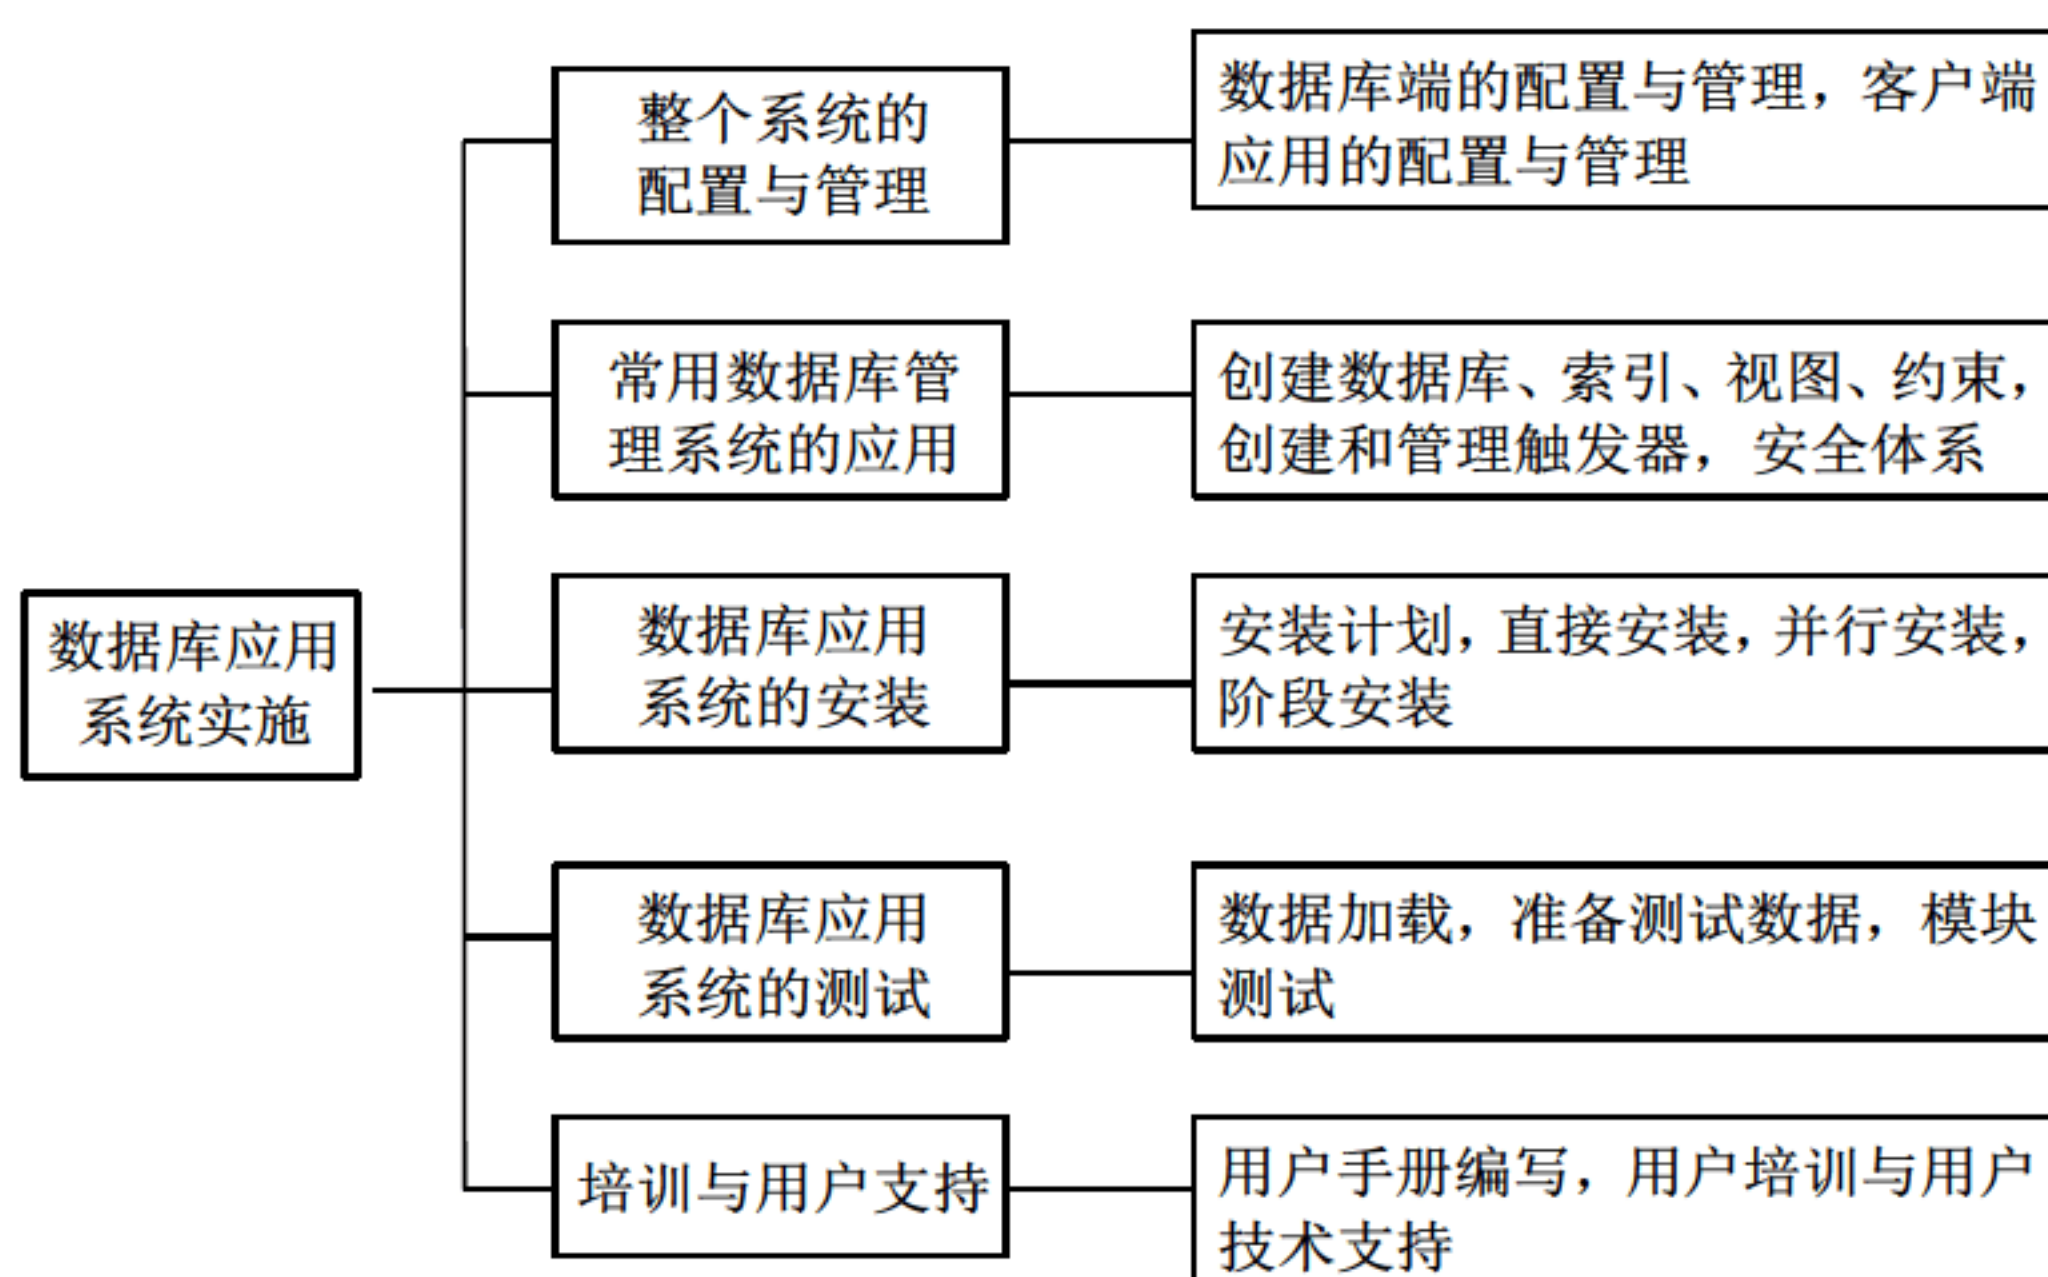 数据库应用
系统实施
整个系统的
配置与管理
数据库端的配置与管理，客户端
应用的配置与管理
常用数据库管
理系统的应用
创建数据库、索引、视图、约束，
创建和管理触发器，安全体系
数据库应用
系统的安装
安装计划，直接安装，并行安装，
阶段安装
数据库应用
系统的测试
数据加载，准备测试数据，模块
测试
培训与用户支持
用户手册编写，用户培训与用户
技术支持